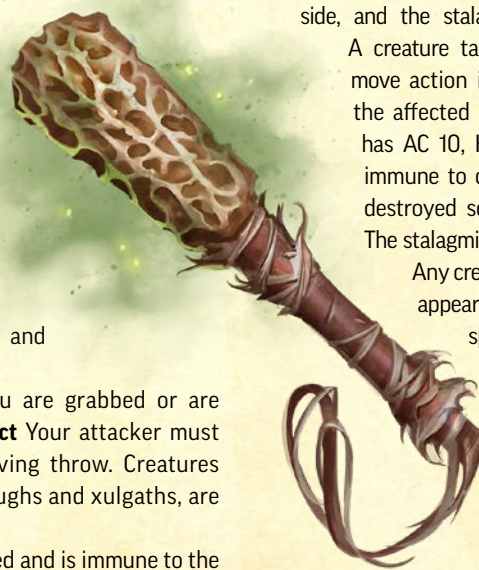 and
u are grabbed or are
ct Your attacker must
ving throw. Creatures
ughs and xulgaths, are
ed and is immune to the
side, and the stala
A creature ta
move action i
the affected
has AC 10, H
immune to c
destroyed se
The stalagmi
Any cre
appear
sp